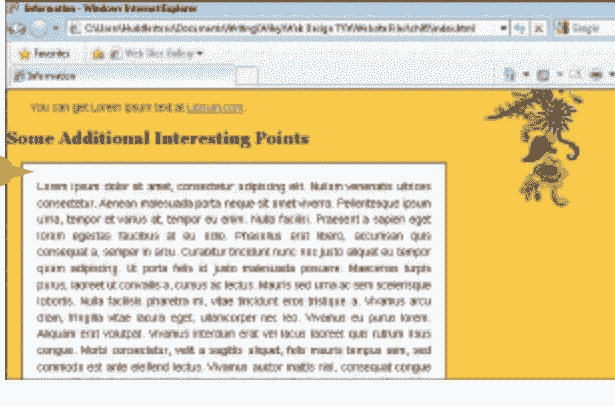 Information - Windows Internet Explorer
Google
Favorites Web Slice Gallery
Information
You can get Lorem Ipsum text at Lipsum.com.
Some Additional Interesting Points
Lorem ipsum dolor sit amet, consectetur adipiscing elit. Nullam venenatis ultrices
consectetur. Aenean malesuada porta neque sit amet viverra. Pellentesque ipsum
urna, tempor et varius at, tempor eu enim. Nulla facilisi. Praesent a sapien eget
lorem egestas faucibus at eu odio. Phasellus erat libero, accumsan quis
consequat a, semper in arcu. Curabitur tincidunt nunc nec justo aliquet eu tempor
quam adipiscing. Ut porta felis id justo malesuada posuere. Maecenas turpis
purus, laoreet ut convallis a, cursus ac lectus. Mauris sed urna ac sem scelerisque
lobortis. Nulla facilisis pharetra mi, vitae tincidunt eros tristique a. Vivamus arcu
diam, fringilla vitae iaculis eget, ullamcorper nec leo. Vivamus eu purus lorem.
Aliquam erat volutpat. Vivamus interdum erat vel lacus laoreet quis rutrum risus
congue. Morbi consectetur, velit a sagittis aliquet, felis mauris tempus sem, sed
commodo est ante eleifend lectus. Vivamus auctor mattis nisi, consequat congue